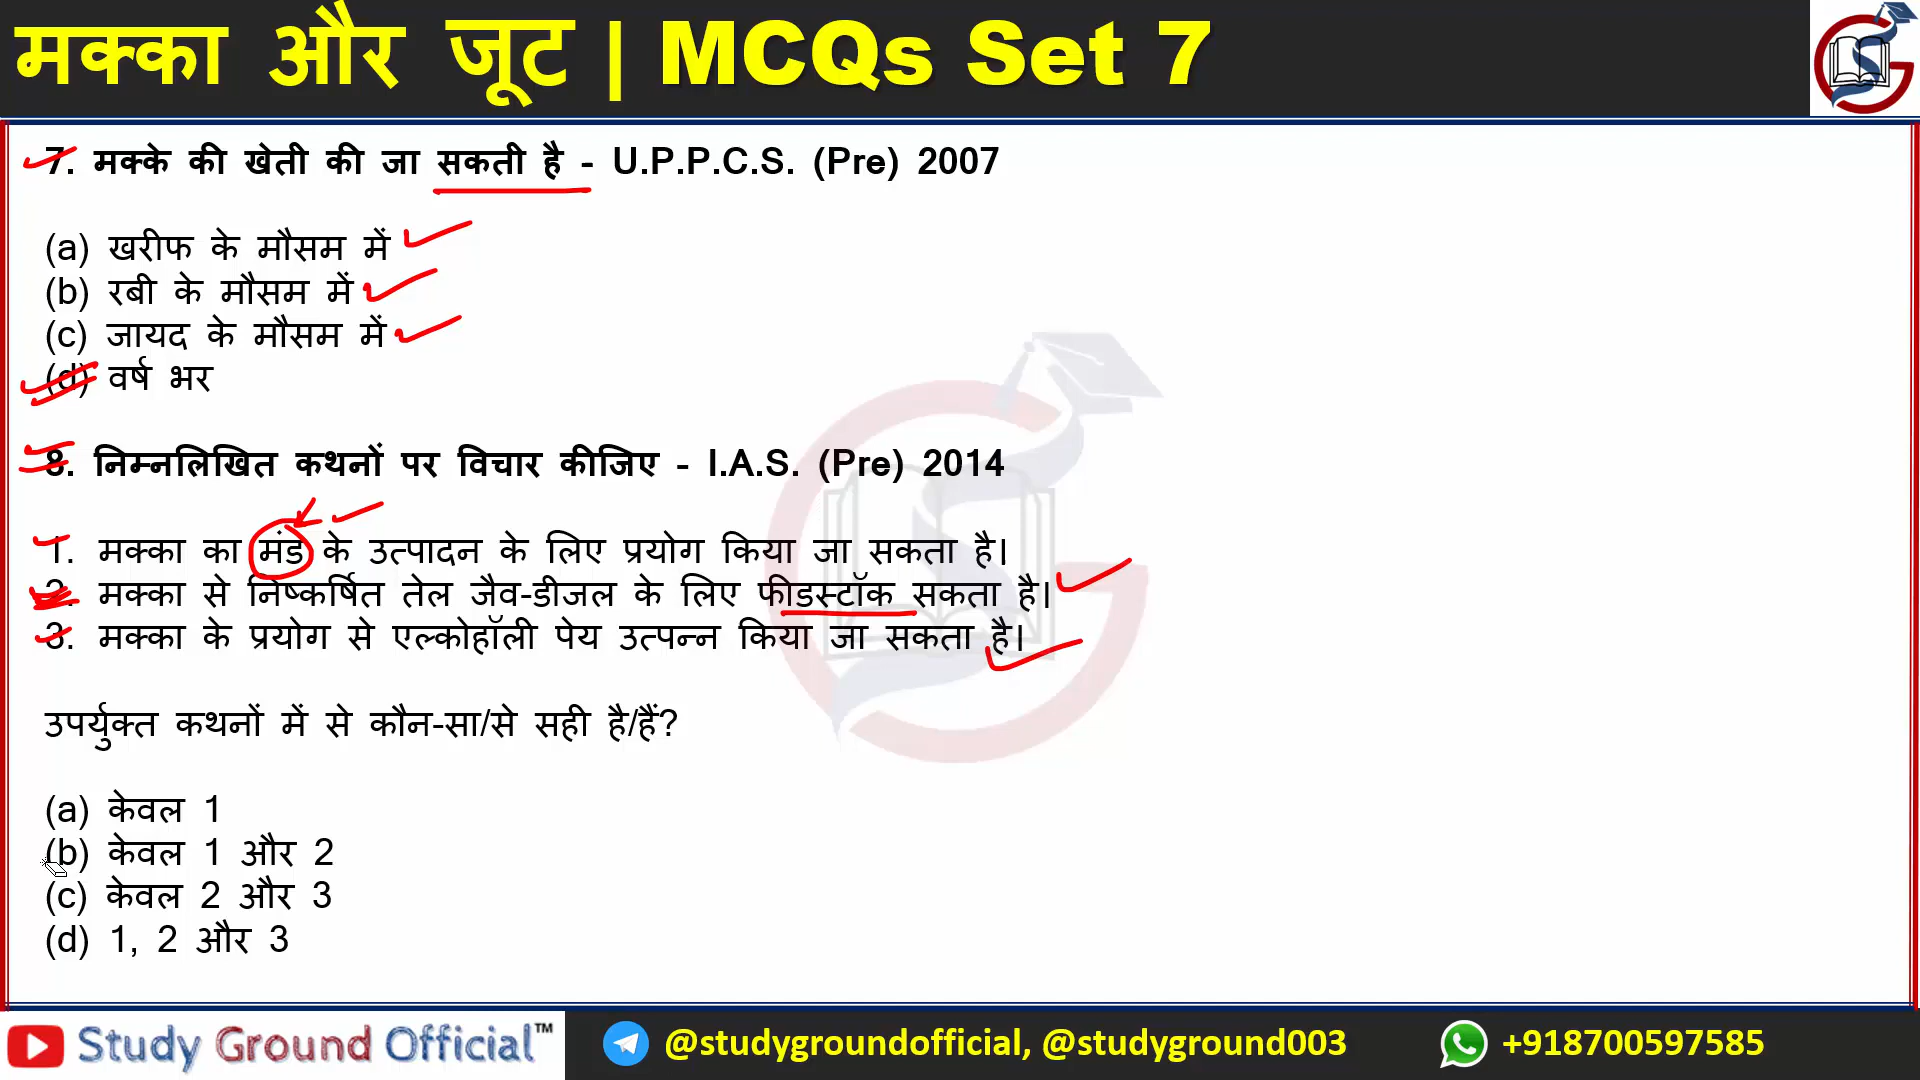 मक्का और जूट | MCQs Set 7
7. मक्के की खेती की जा सकती है - U.P.P.C.S. (Pre) 2007
(a) खरीफ के मौसम में
(b) रबी के मौसम में
(c) जायद के मौसम में
(d) वर्ष भर
8. निम्नलिखित कथनों पर विचार कीजिए - I.A.S. (Pre) 2014
1. मक्का का मंड के उत्पादन के लिए प्रयोग किया जा सकता है।
2. मक्का से निष्कर्षित तेल जैव-डीजल के लिए फीडस्टॉक सकता है।
3. मक्का के प्रयोग से एल्कोहॉली पेय उत्पन्न किया जा सकता है।
उपर्युक्त कथनों में से कौन-सा/से सही है/हैं?
(a) केवल 1
(b) केवल 1 और 2
(c) केवल 2 और 3
(d) 1, 2 और 3
Study Ground Official™ @studygroundofficial, @studyground003 +918700597585